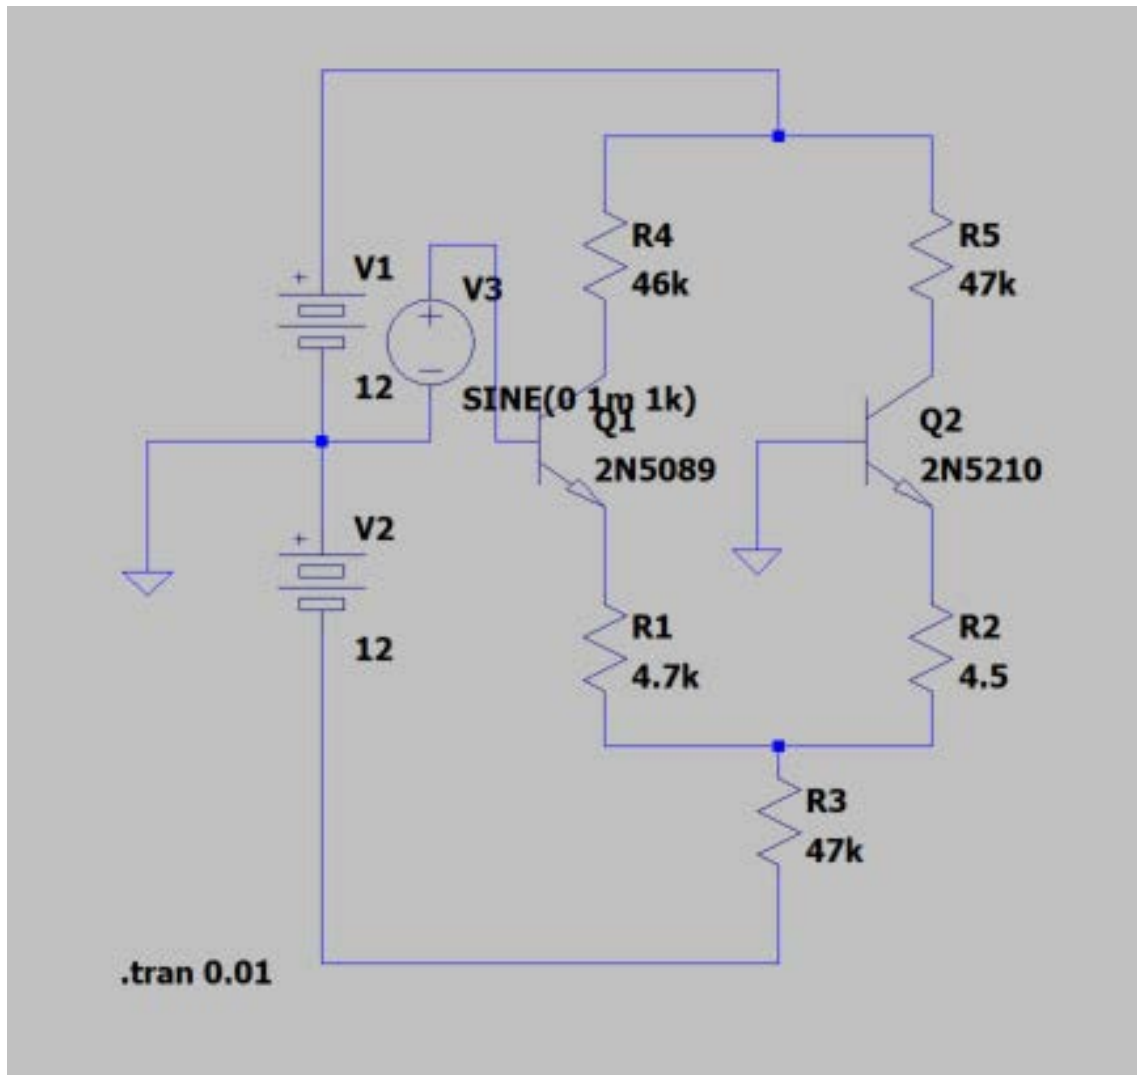 R4
46k
R5
47k
+
V1
12
V3
+
SINE(0 1m 1k)
Q1
2N5089
Q2
2N5210
+
V2
12
R1
4.7k
R2
4.5
R3
47k
.tran 0.01